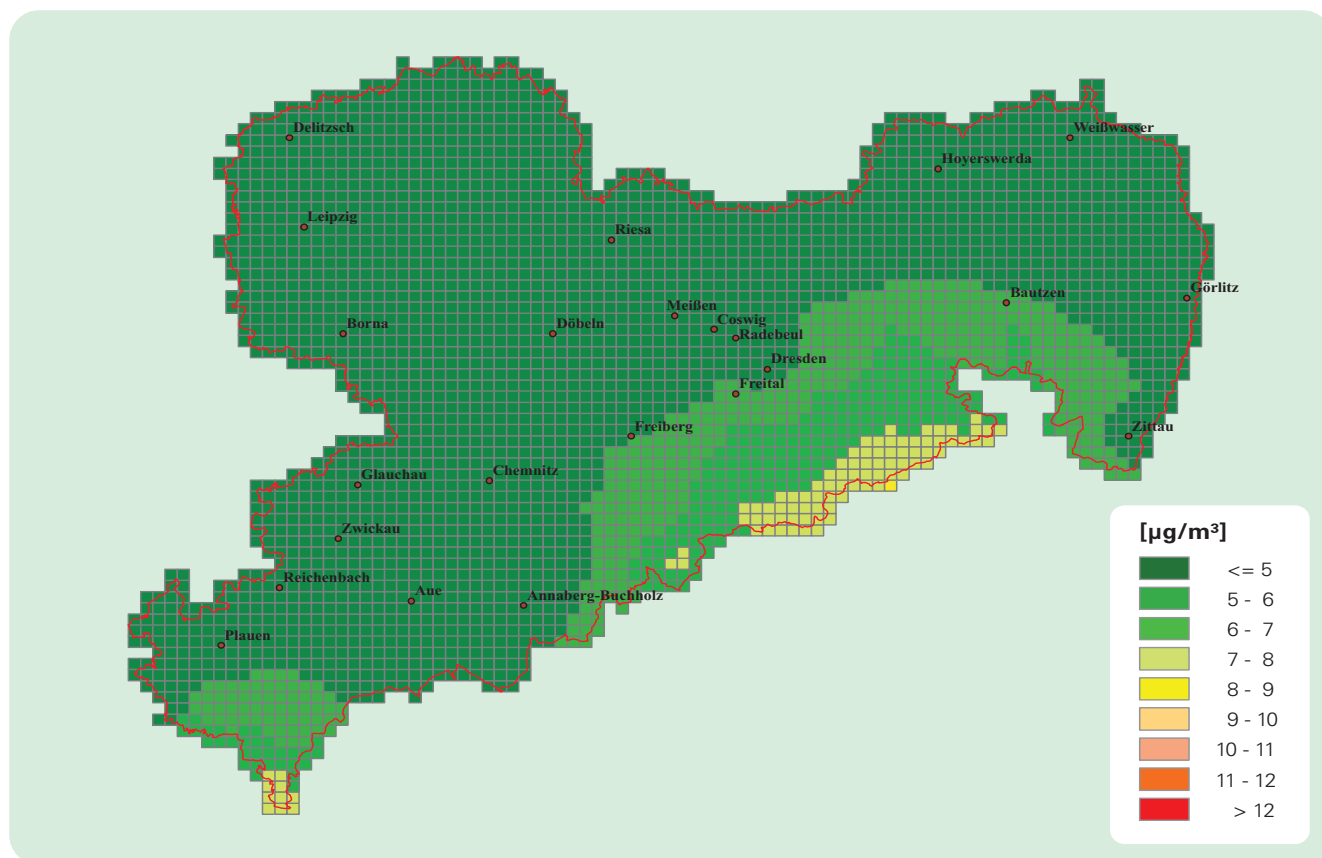 Delitzsch
Weißwasser
Hoyerswerda
Leipzig
Riesa
Görlitz
Bautzen
Meißen
Coswig
Borna
Döbeln
Radebeul
Dresden
Freital
Freiberg
Zittau
Glauchau
Chemnitz
Zwickau
Reichenbach
Aue
Annaberg-Buchholz
Plauen
[µg/m³]
<= 5
5 - 6
6 - 7
7 - 8
8 - 9
9 - 10
10 - 11
11 - 12
> 12